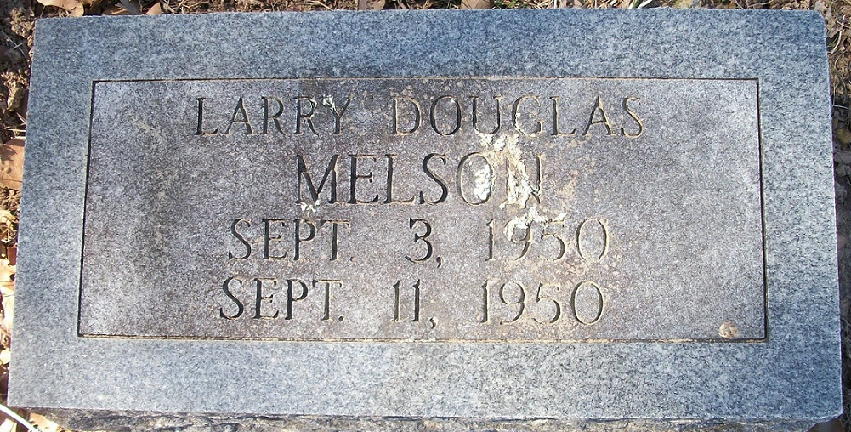 LARRY DOUGLAS
MELSON
SEPT. 3, 1950
SEPT. 11, 1950